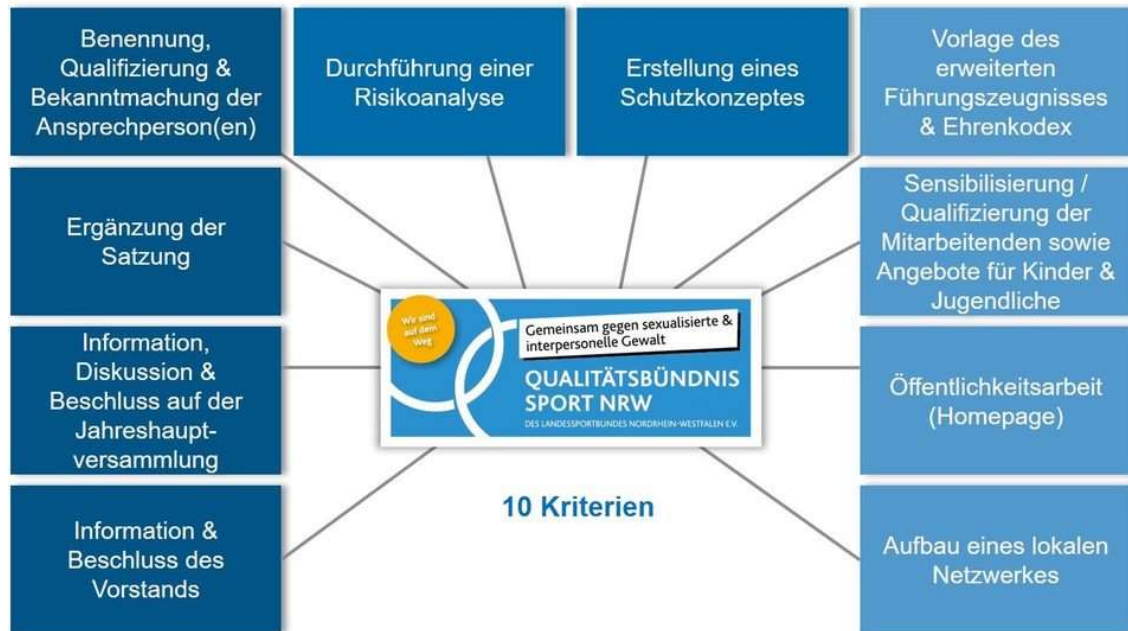 Benennung,
Qualifizierung &
Bekanntmachung der
Ansprechperson(en)
Durchführung einer
Risikoanalyse
Erstellung eines
Schutzkonzeptes
Vorlage des
erweiterten
Führungszeugnisses
& Ehrenkodex
Ergänzung der
Satzung
Sensibilisierung /
Qualifizierung der
Mitarbeitenden sowie
Angebote für Kinder &
Jugendliche
Information,
Diskussion &
Beschluss auf der
Jahreshaupt-
versammlung
Wir sind
auf dem
Weg
Gemeinsam gegen sexualisierte &
interpersonelle Gewalt
QUALITÄTSBÜNDNIS
SPORT NRW
DES LANDESSPORTBUNDES NORDRHEIN-WESTFALEN E.V.
Öffentlichkeitsarbeit
(Homepage)
10 Kriterien
Information &
Beschluss des
Vorstands
Aufbau eines lokalen
Netzwerkes